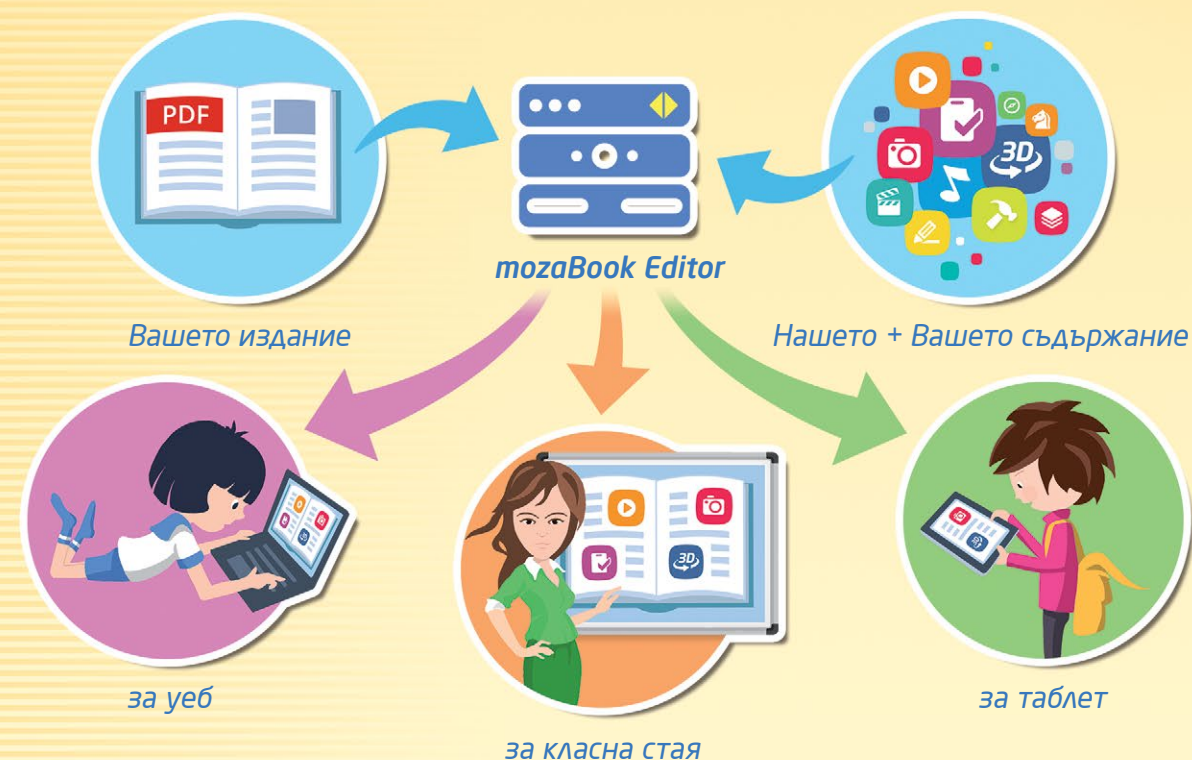 PDF
3D
mozaBook Editor
Вашето издание
Нашето + Вашето съдържание
3D
за уеб
за класна стая
за таблет